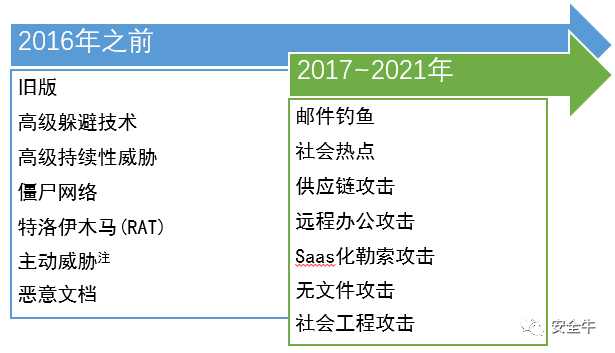 2016年之前
旧版
高级躲避技术
高级持续性威胁
僵尸网络
特洛伊木马(RAT)
主动威胁注
恶意文档
2017~2021年
邮件钓鱼
社会热点
供应链攻击
远程办公攻击
Saas化勒索攻击
无文件攻击
社会工程攻击
安全牛